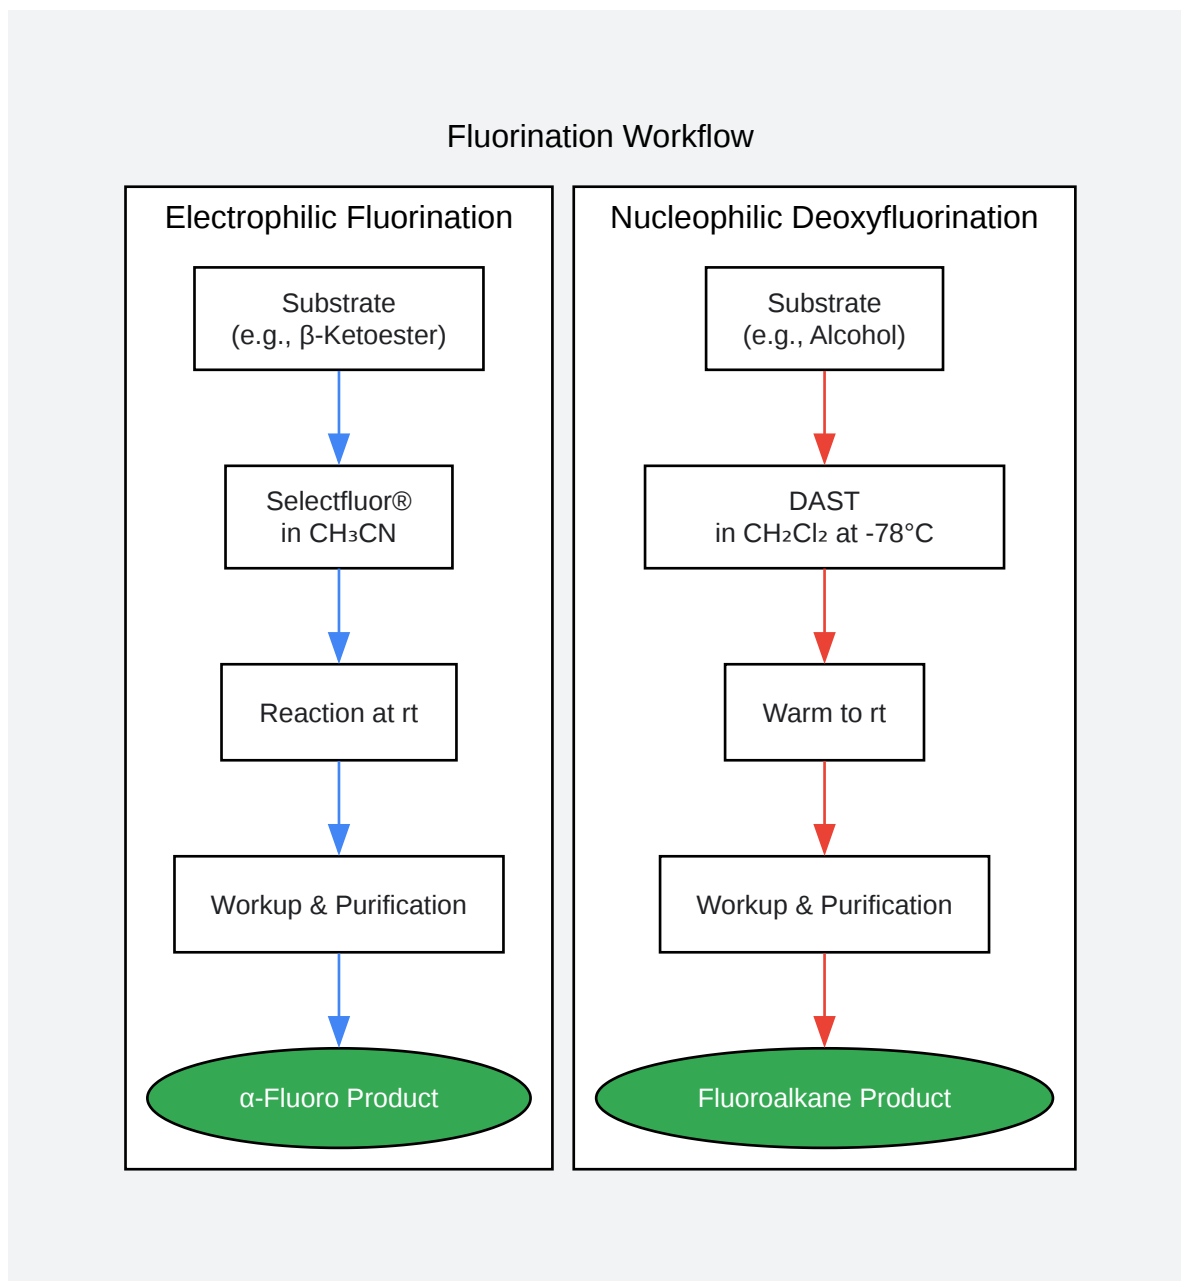 Fluorination Workflow
Electrophilic Fluorination
Substrate
(e.g., β-Ketoester)
Selectfluor®
in CH₃CN
Reaction at rt
Workup & Purification
α-Fluoro Product
Nucleophilic Deoxyfluorination
Substrate
(e.g., Alcohol)
DAST
in CH₂Cl₂ at -78°C
Warm to rt
Workup & Purification
Fluoroalkane Product